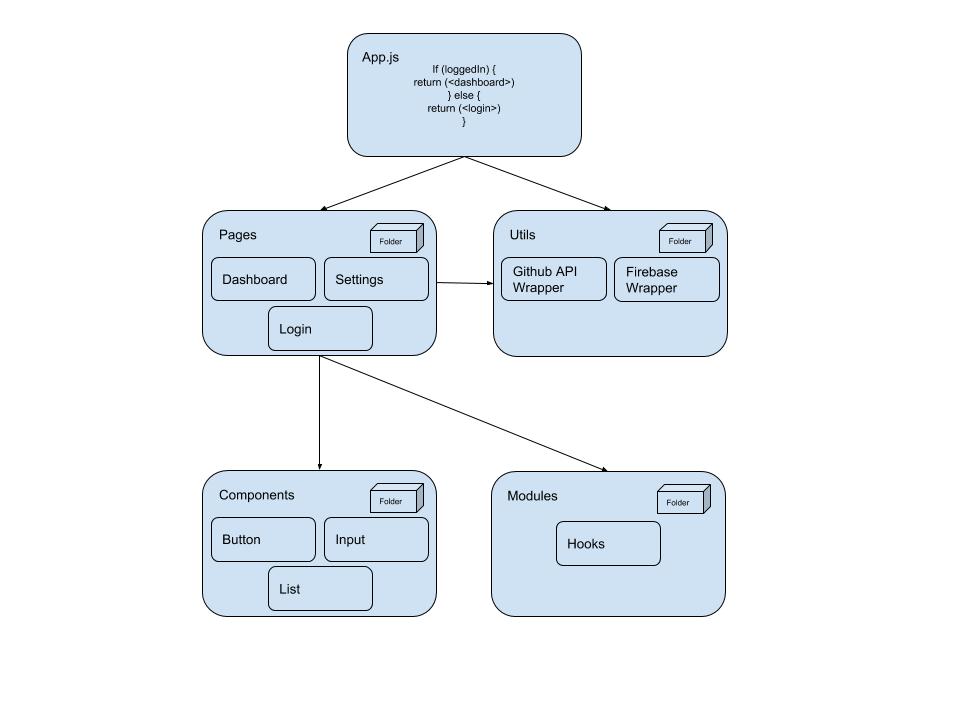 App.js
If (loggedIn) {
return (<dashboard>)
} else {
return (<login>)
}
Pages
Folder
Dashboard
Settings
Login
Utils
Folder
Github API
Wrapper
Firebase
Wrapper
Components
Folder
Button
Input
List
Modules
Folder
Hooks